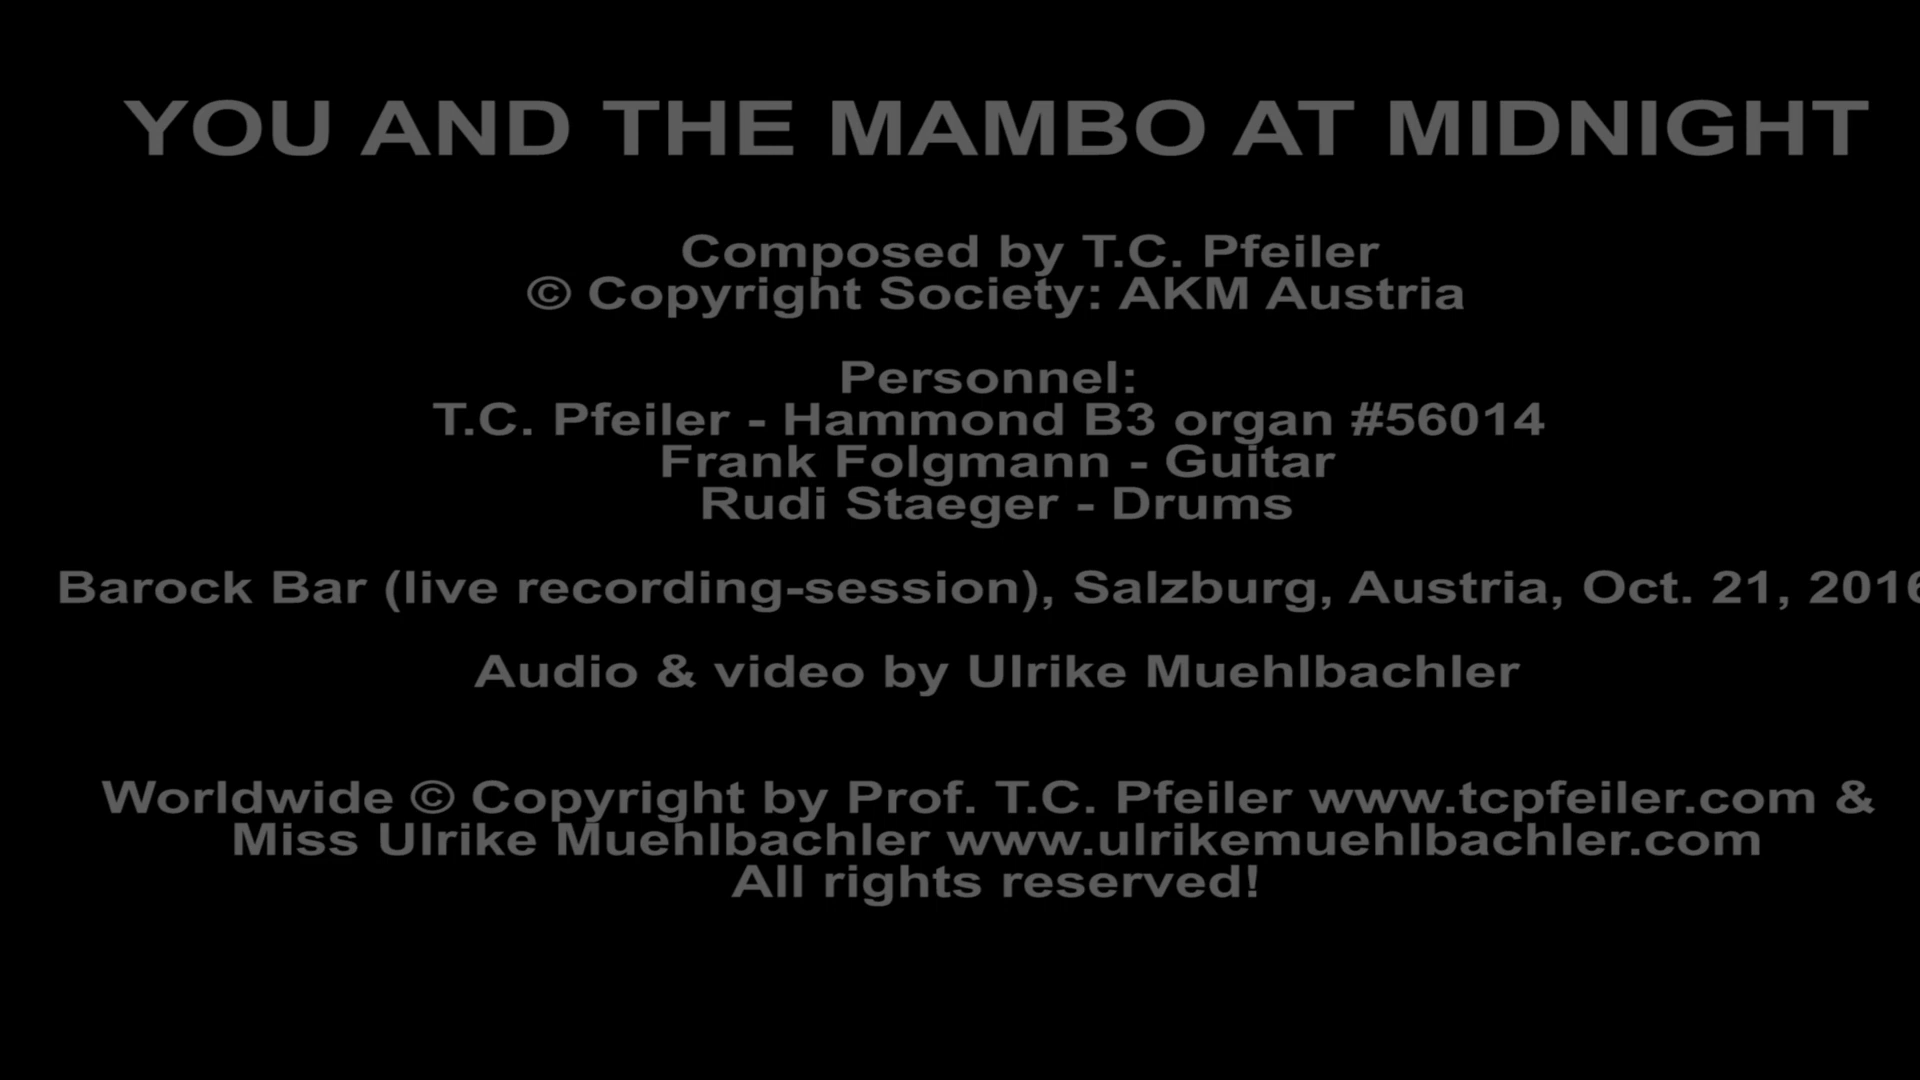 YOU AND THE MAMBO AT MIDNIGHT
Composed by T.C. Pfeiler
© Copyright Society: AKM Austria
Personnel:
T.C. Pfeiler - Hammond B3 organ #56014
Frank Folgmann - Guitar
Rudi Staeger - Drums
Barock Bar (live recording-session), Salzburg, Austria, Oct. 21, 2016
Audio & video by Ulrike Muehlbachler
Worldwide © Copyright by Prof. T.C. Pfeiler www.tcpfeiler.com &
Miss Ulrike Muehlbachler www.ulrikemuehlbachler.com
All rights reserved!